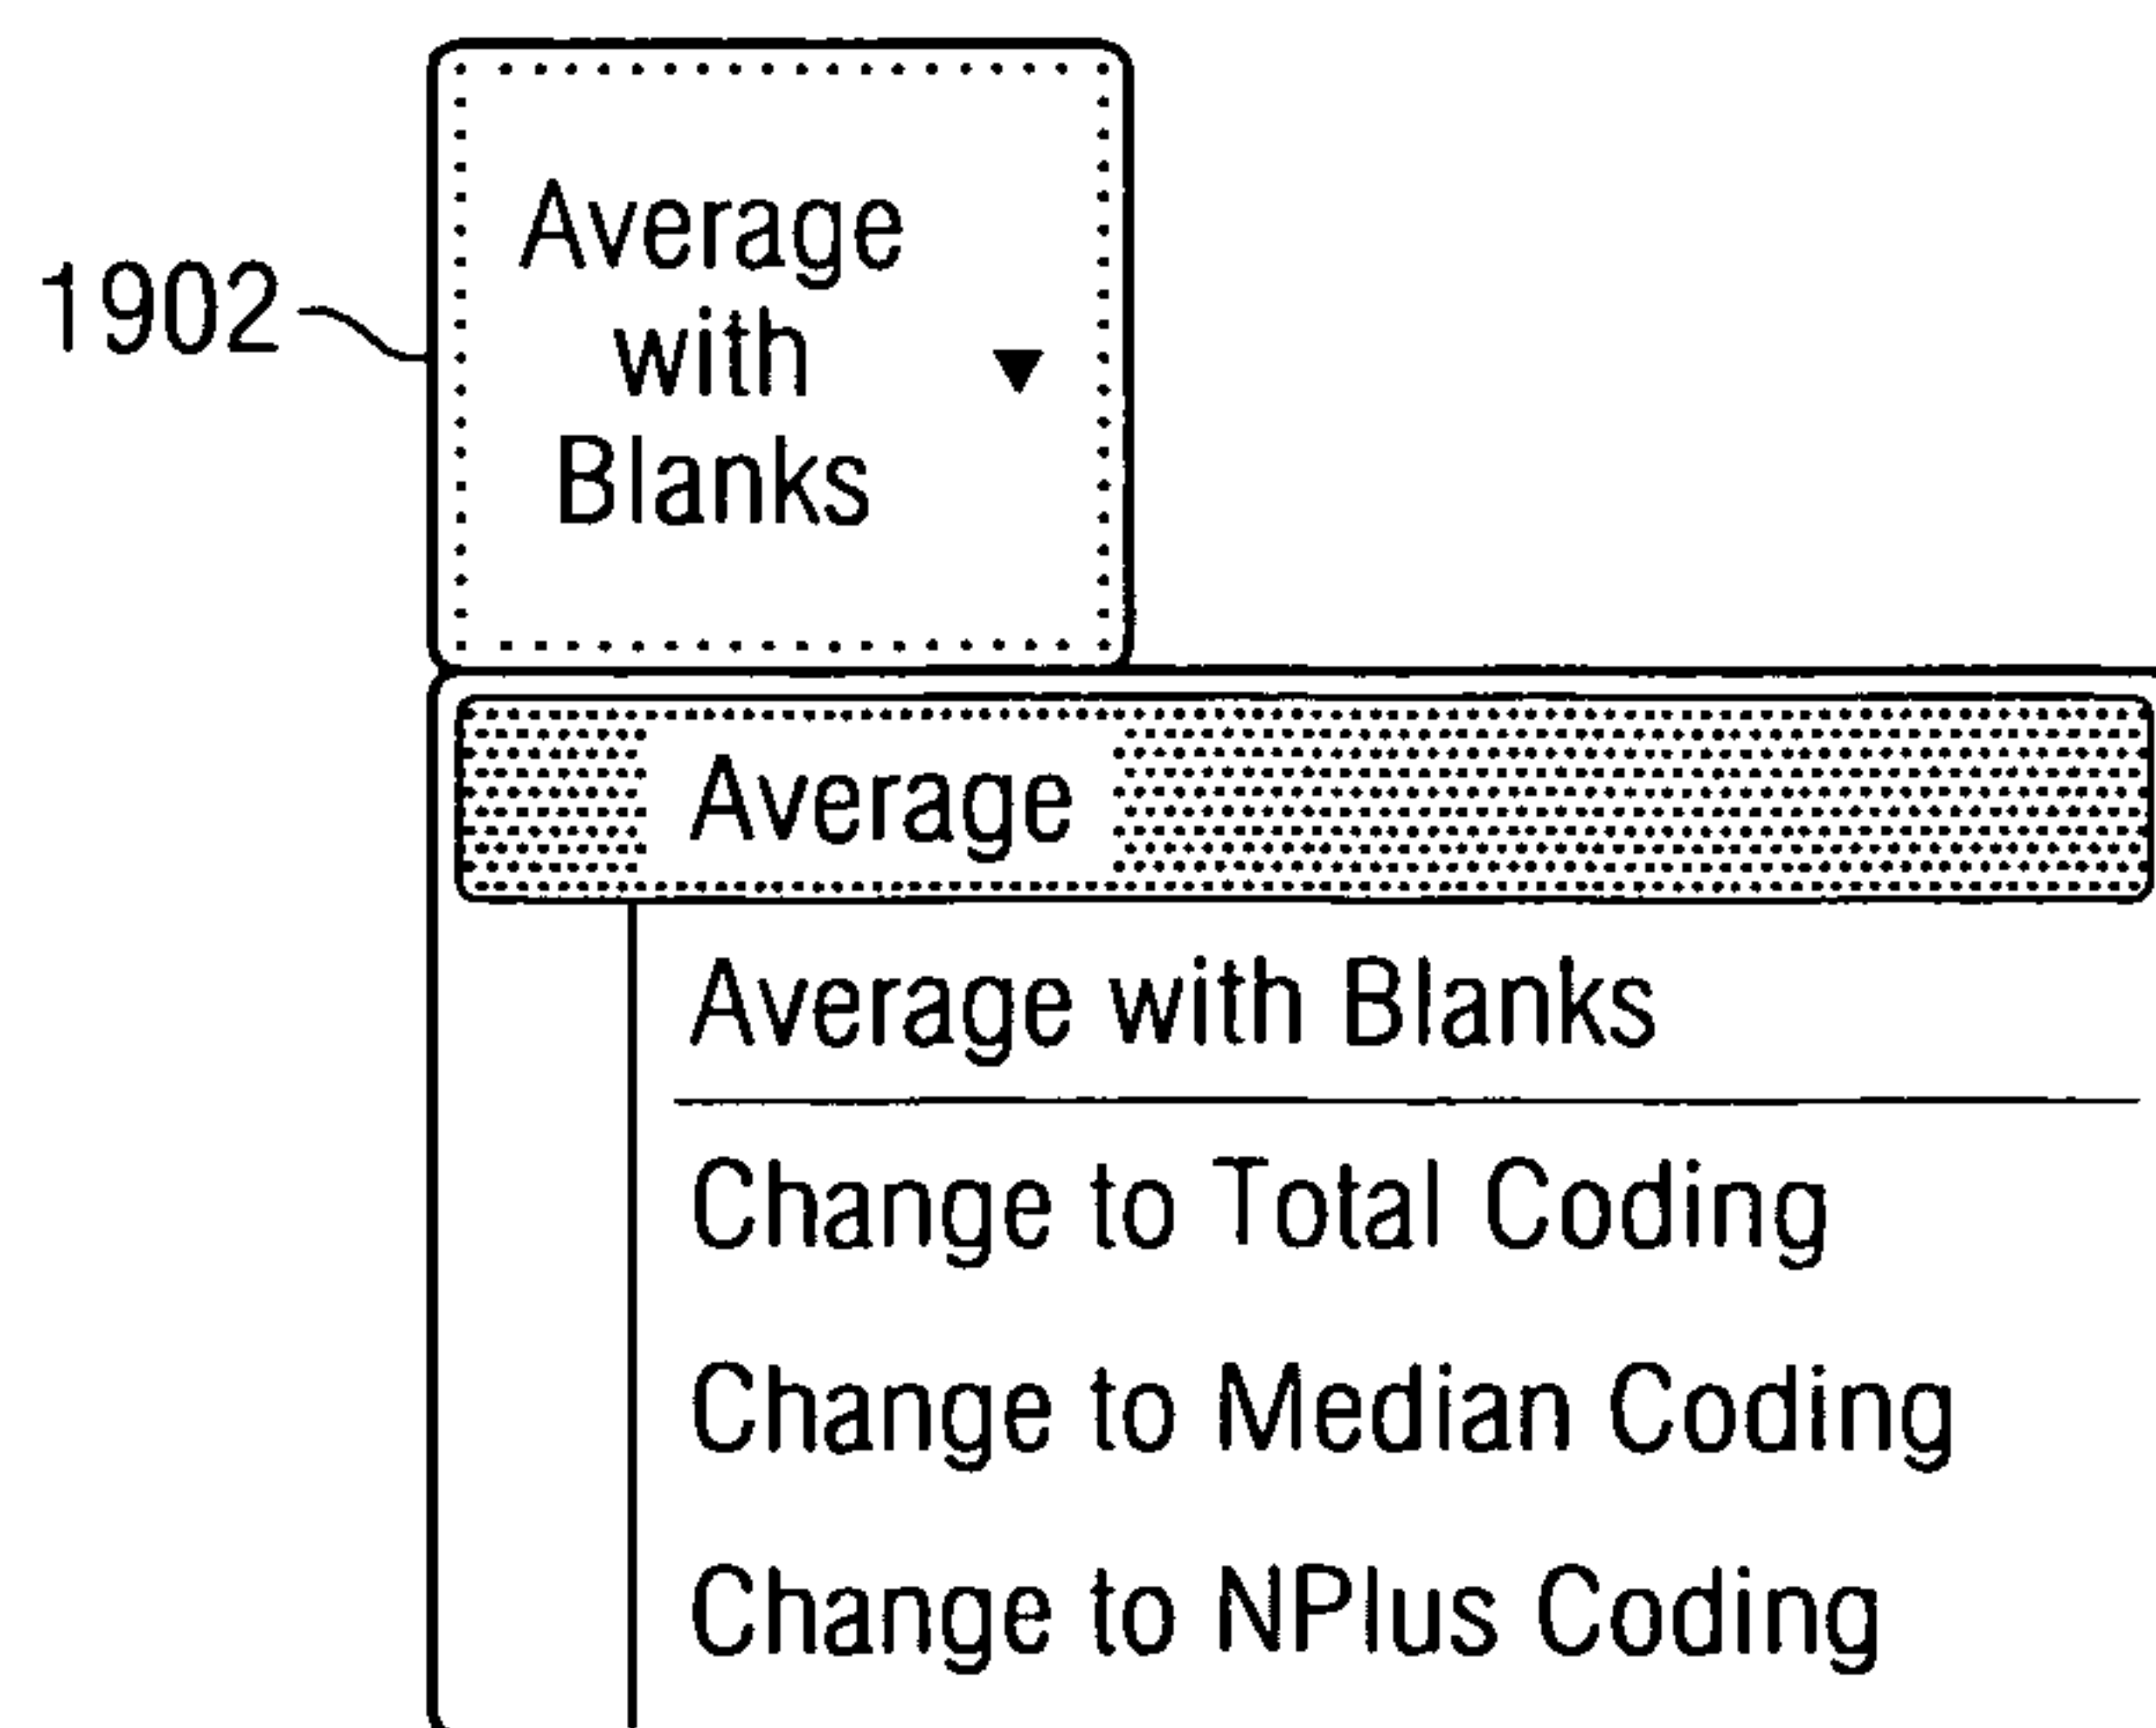 Average
1902
with
Blanks
Average
Average with Blanks
Change to Total Coding
Change to Median Coding
Change to NPlus Coding